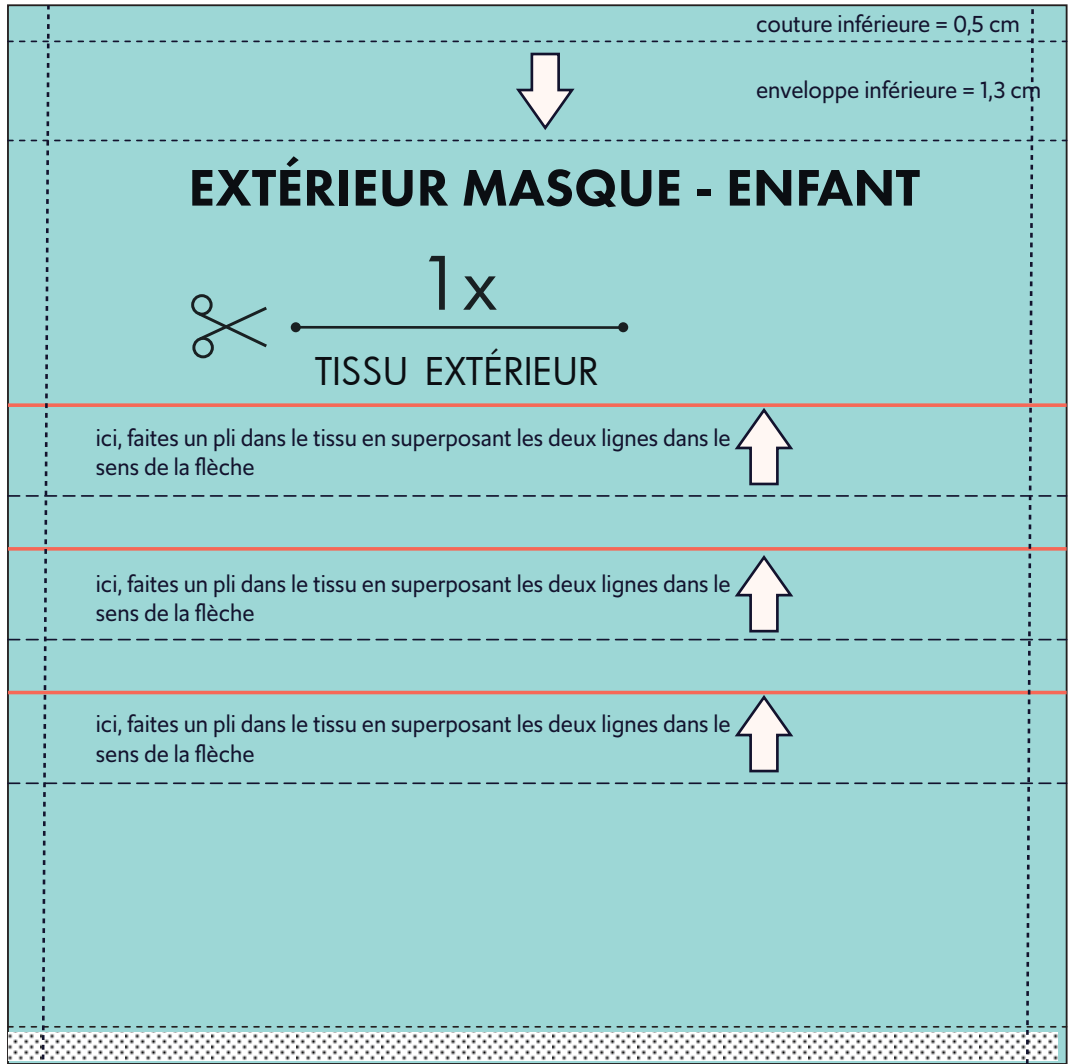 couture inférieure = 0,5 cm
enveloppe inférieure = 1,3 cm
EXTÉRIEUR MASQUE - ENFANT
1x
TISSU EXTÉRIEUR
ici, faites un pli dans le tissu en superposant les deux lignes dans le
sens de la flèche
ici, faites un pli dans le tissu en superposant les deux lignes dans le
sens de la flèche
ici, faites un pli dans le tissu en superposant les deux lignes dans le
sens de la flèche